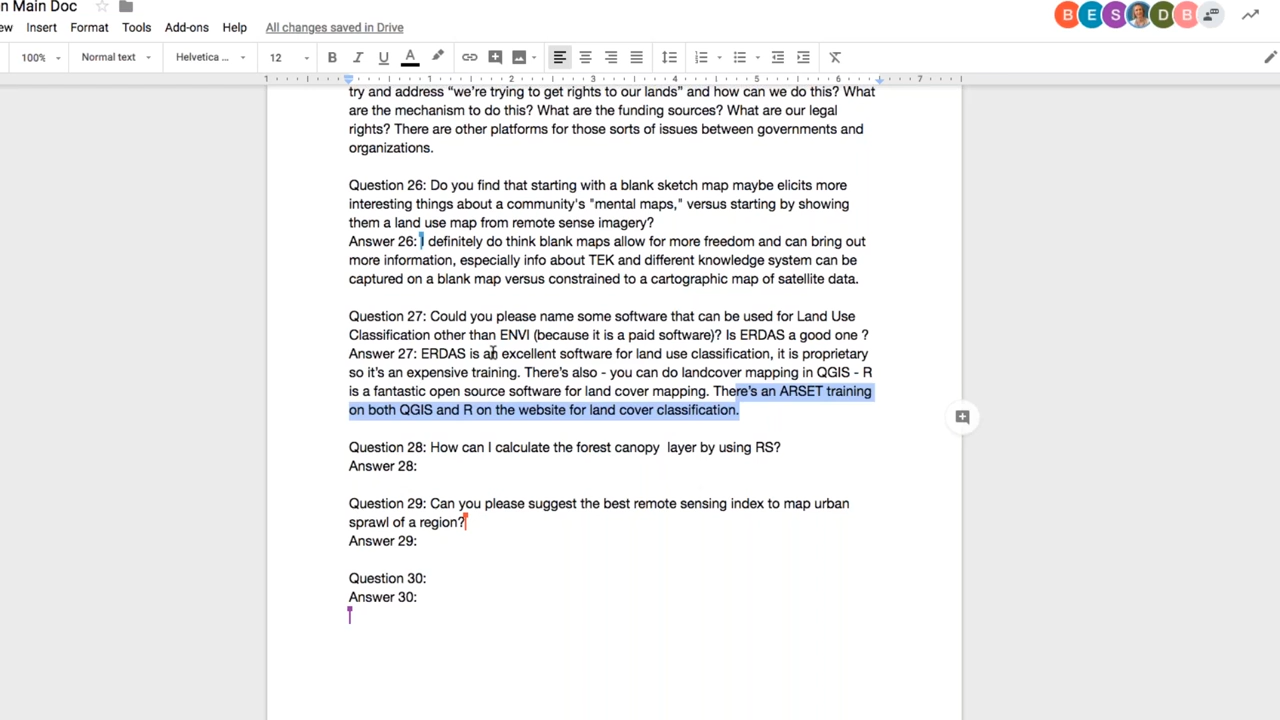 n Main Doc
ew Insert Format Tools Add-ons Help All changes saved in Drive
B E S D B
100% Normal text Helvetica ... 12 B I U A
1 1 2 3 4 5 6 7
try and address “we’re trying to get rights to our lands” and how can we do this? What
are the mechanism to do this? What are the funding sources? What are our legal
rights? There are other platforms for those sorts of issues between governments and
organizations.
Question 26: Do you find that starting with a blank sketch map maybe elicits more
interesting things about a community's "mental maps," versus starting by showing
them a land use map from remote sense imagery?
Answer 26: I definitely do think blank maps allow for more freedom and can bring out
more information, especially info about TEK and different knowledge system can be
captured on a blank map versus constrained to a cartographic map of satellite data.
Question 27: Could you please name some software that can be used for Land Use
Classification other than ENVI (because it is a paid software)? Is ERDAS a good one ?
Answer 27: ERDAS is an excellent software for land use classification, it is proprietary
so it’s an expensive training. There’s also - you can do landcover mapping in QGIS - R
is a fantastic open source software for land cover mapping. There’s an ARSET training
on both QGIS and R on the website for land cover classification.
Question 28: How can I calculate the forest canopy  layer by using RS?
Answer 28:
Question 29: Can you please suggest the best remote sensing index to map urban
sprawl of a region?
Answer 29:
Question 30:
Answer 30: